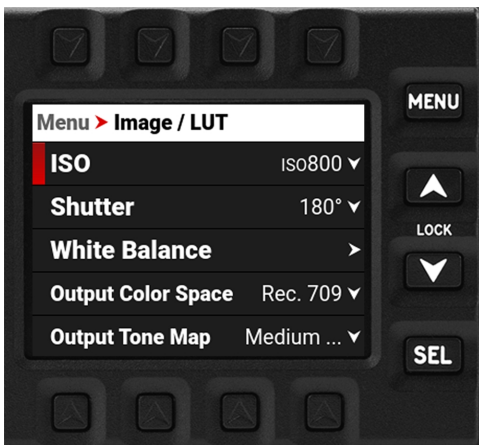 MENU
Menu > Image / LUT
ISO ISO800
Shutter 180°
LOCK
White Balance
Output Color Space Rec. 709
Output Tone Map Medium ...
SEL